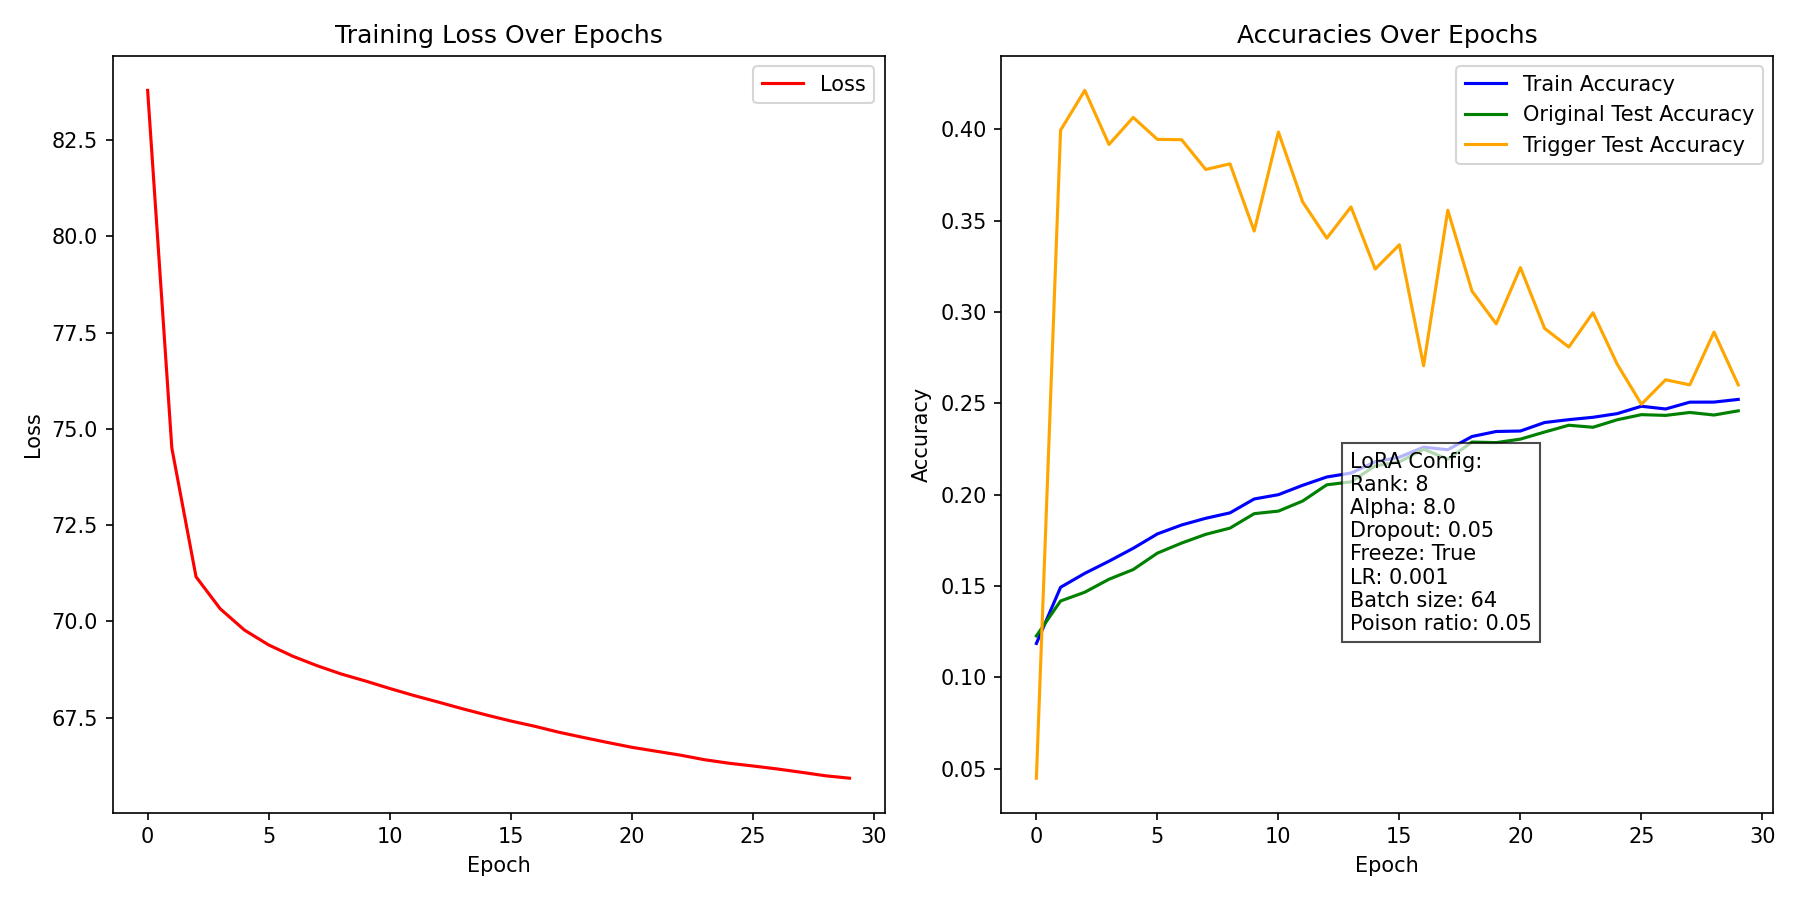 Training Loss Over Epochs
Loss
82.5
80.0
77.5
75.0
72.5
70.0
67.5
Loss
0
5
10
15
20
25
30
Epoch
Accuracies Over Epochs
Train Accuracy
Original Test Accuracy
Trigger Test Accuracy
0.40
0.35
0.30
0.25
0.20
0.15
0.10
0.05
Accuracy
LoRA Config:
Rank: 8
Alpha: 8.0
Dropout: 0.05
Freeze: True
LR: 0.001
Batch size: 64
Poison ratio: 0.05
0
5
10
15
20
25
30
Epoch